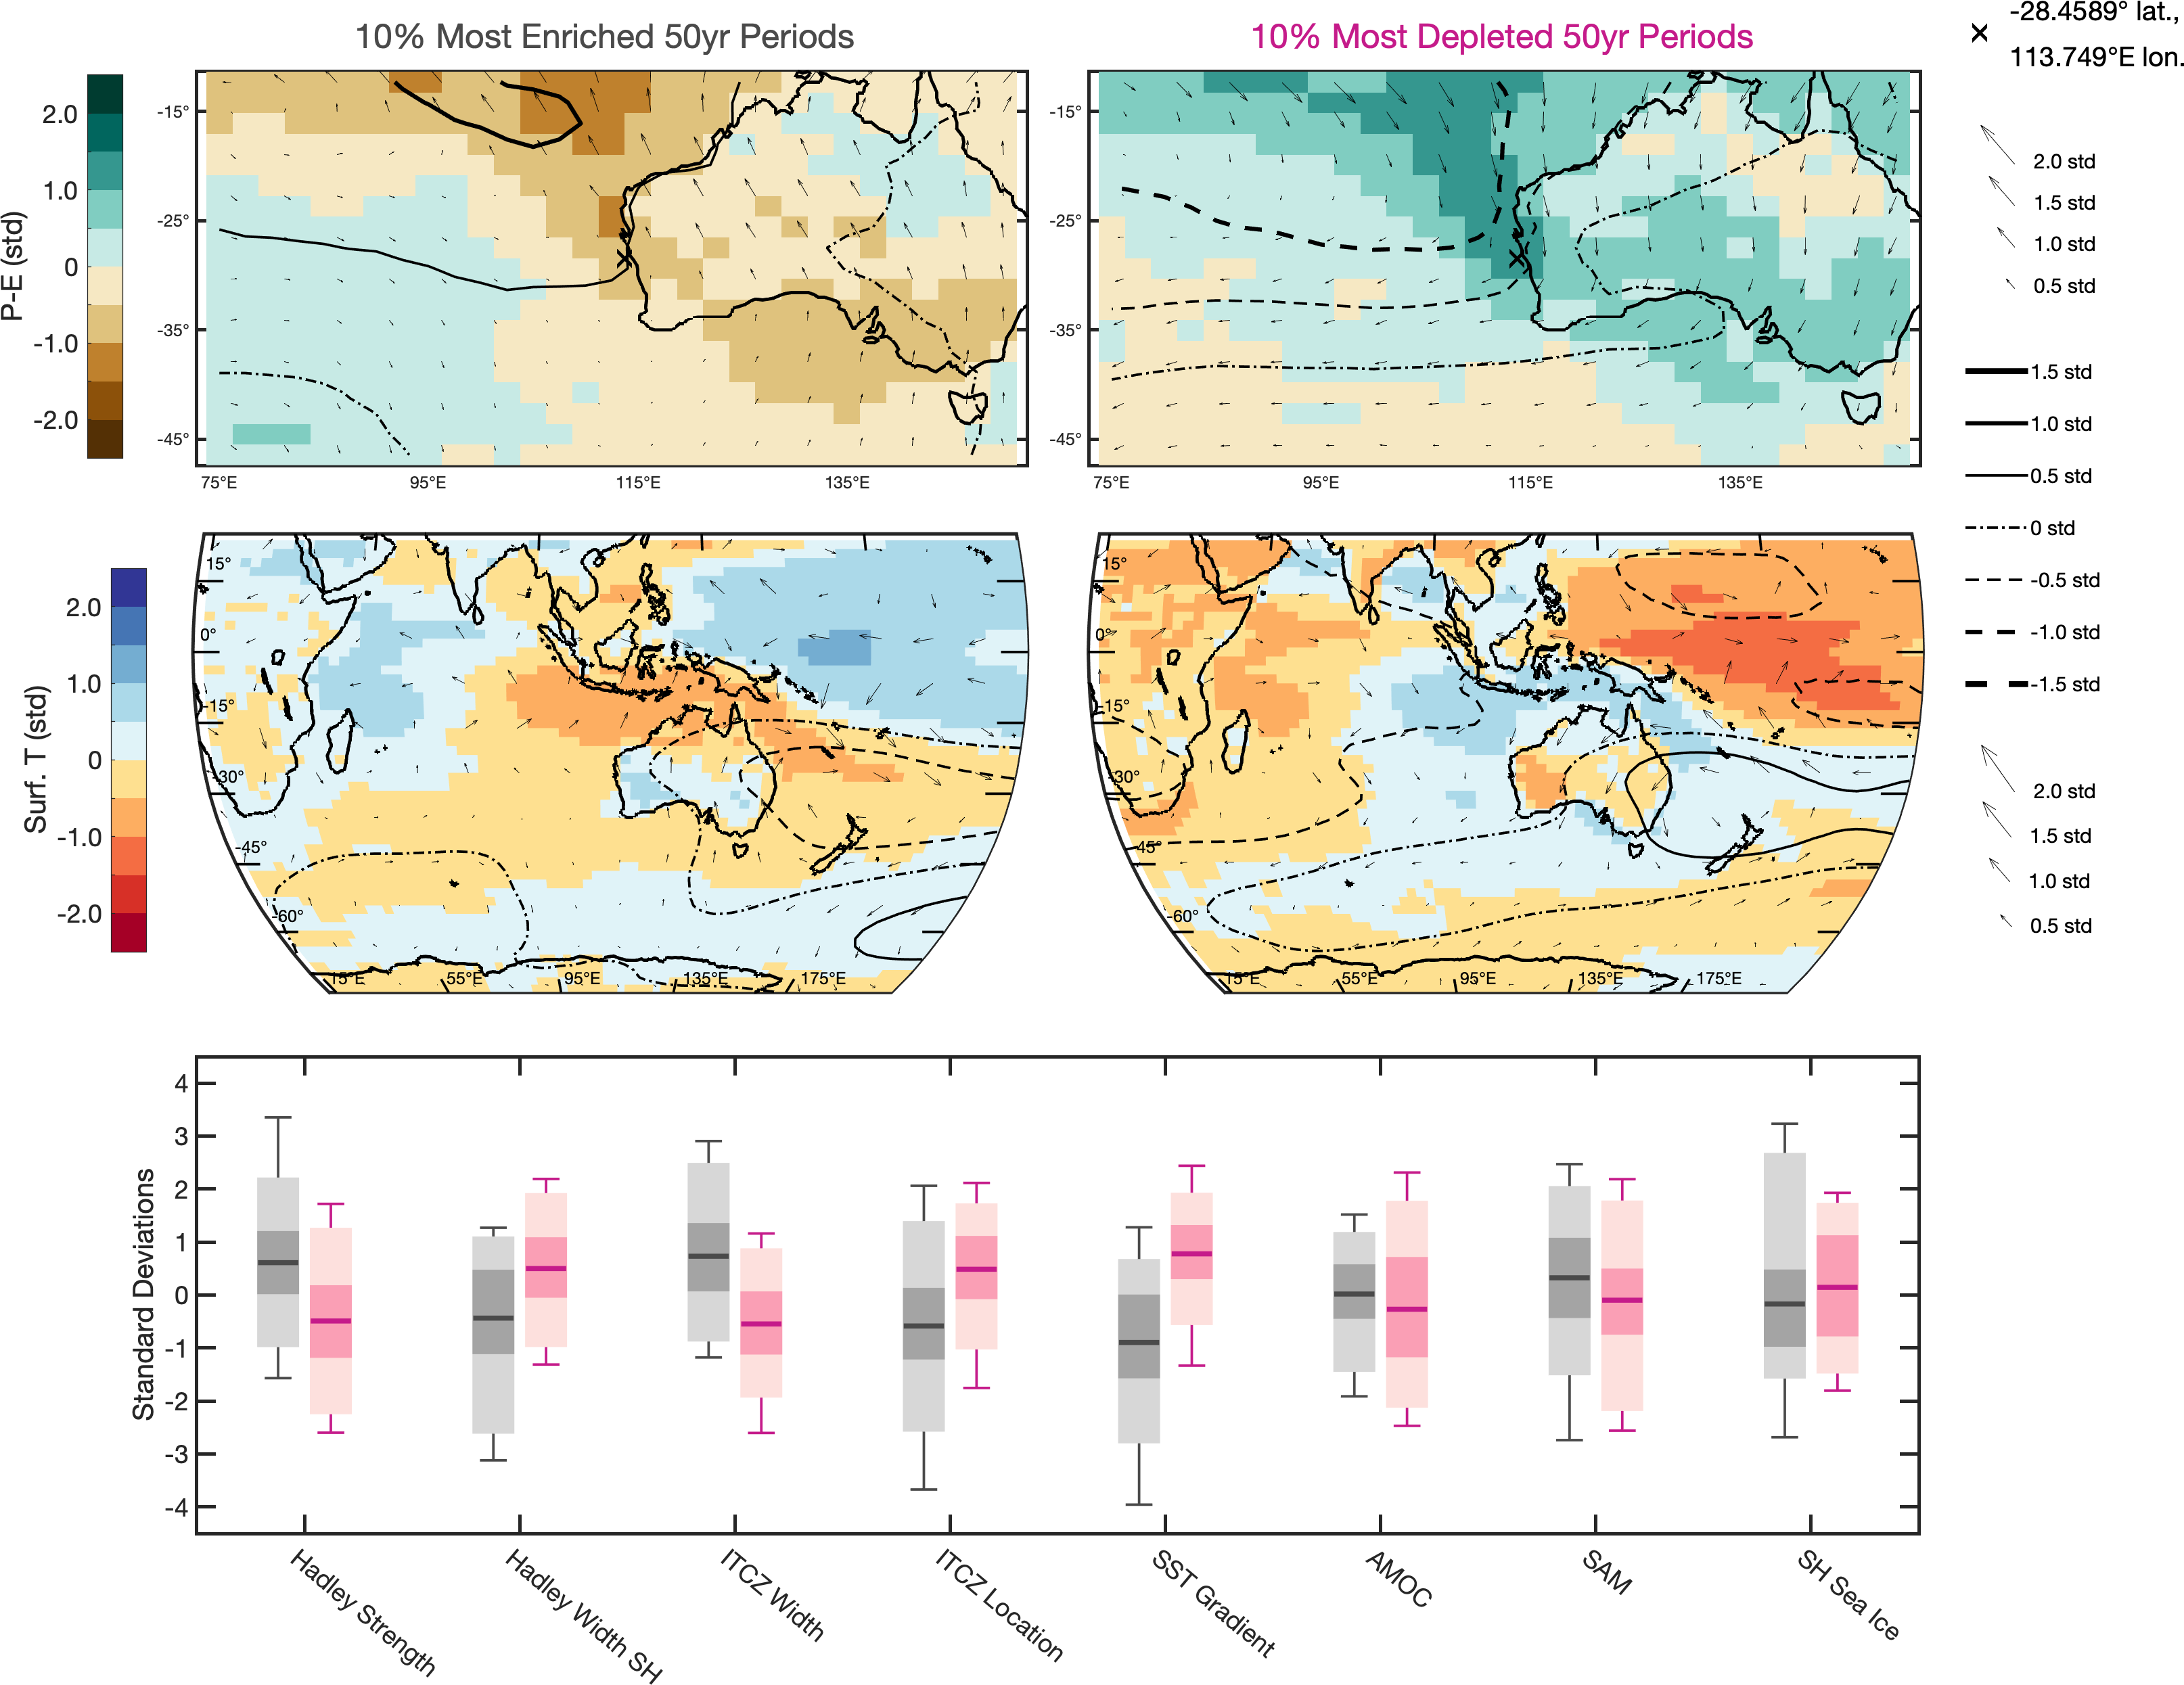 10% Most Enriched 50yr Periods
10% Most Depleted 50yr Periods
-28.4589° lat.,
113.749°E lon.
P-E (std)
2.0
1.0
0
-1.0
-2.0
-15°
-25°
-35°
-45°
75°E 95°E 115°E 135°E
-15°
-25°
-35°
-45°
75°E 95°E 115°E 135°E
2.0 std
1.5 std
1.0 std
0.5 std
1.5 std
1.0 std
0.5 std
0 std
-0.5 std
-1.0 std
-1.5 std
2.0 std
1.5 std
1.0 std
0.5 std
Surf. T (std)
2.0
1.0
0
-1.0
-2.0
15°
0°
-15°
-30°
-45°
-60°
15°E 55°E 95°E 135°E 175°E
15°
0°
-15°
-30°
-45°
-60°
15°E 55°E 95°E 135°E 175°E
Standard Deviations
4
3
2
1
0
-1
-2
-3
-4
Hadley Strength
Hadley Width SH
ITCZ Width
ITCZ Location
SST Gradient
AMOC
SAM
SH Sea Ice